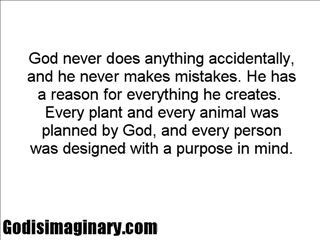 God never does anything accidentally,
and he never makes mistakes. He has
a reason for everything he creates.
Every plant and every animal was
planned by God, and every person
was designed with a purpose in mind.
Godisimaginary.com